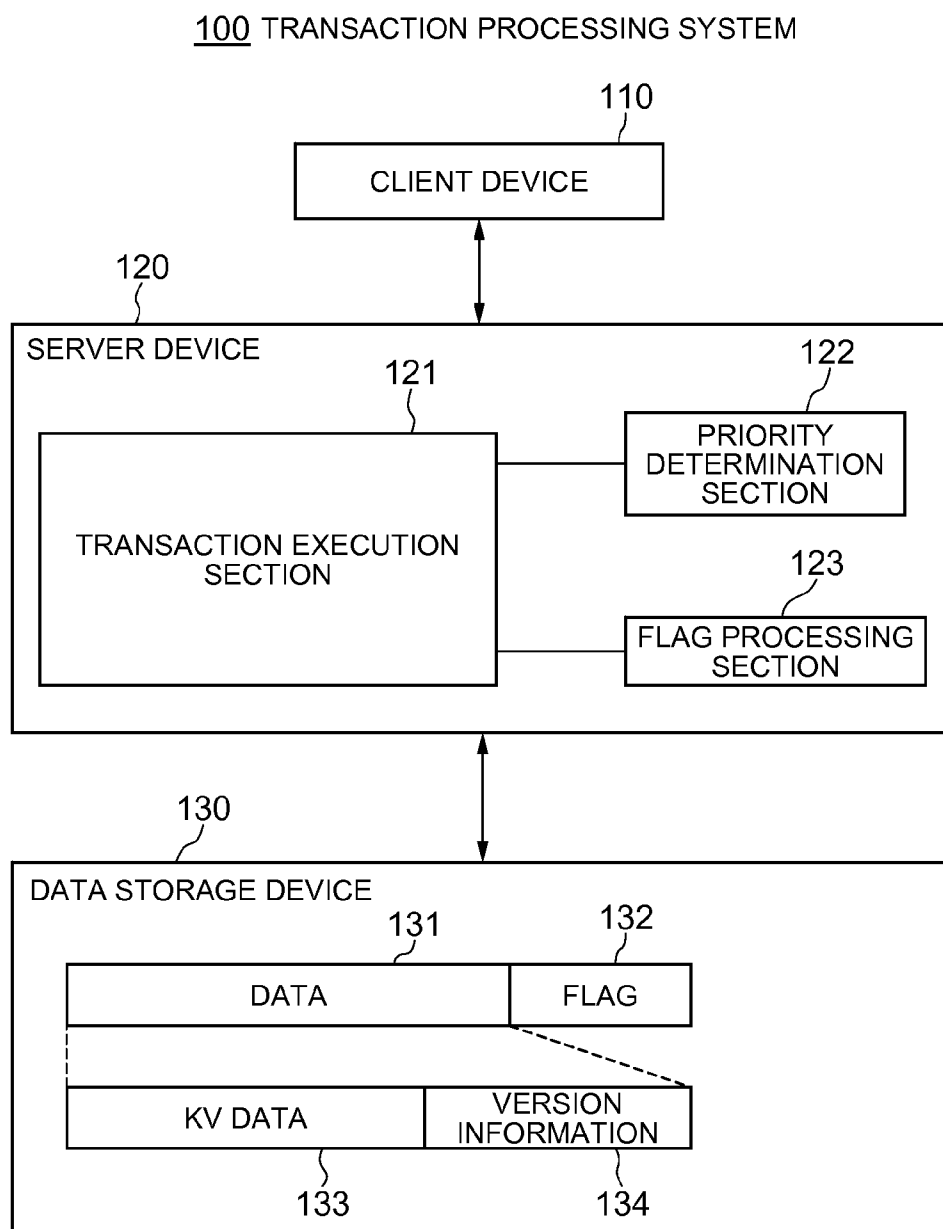 100 TRANSACTION PROCESSING SYSTEM
110
CLIENT DEVICE
120
SERVER DEVICE
121
122
TRANSACTION EXECUTION
SECTION
PRIORITY
DETERMINATION
SECTION
123
FLAG PROCESSING
SECTION
130
DATA STORAGE DEVICE
131
132
DATA
FLAG
KV DATA
VERSION
INFORMATION
133
134